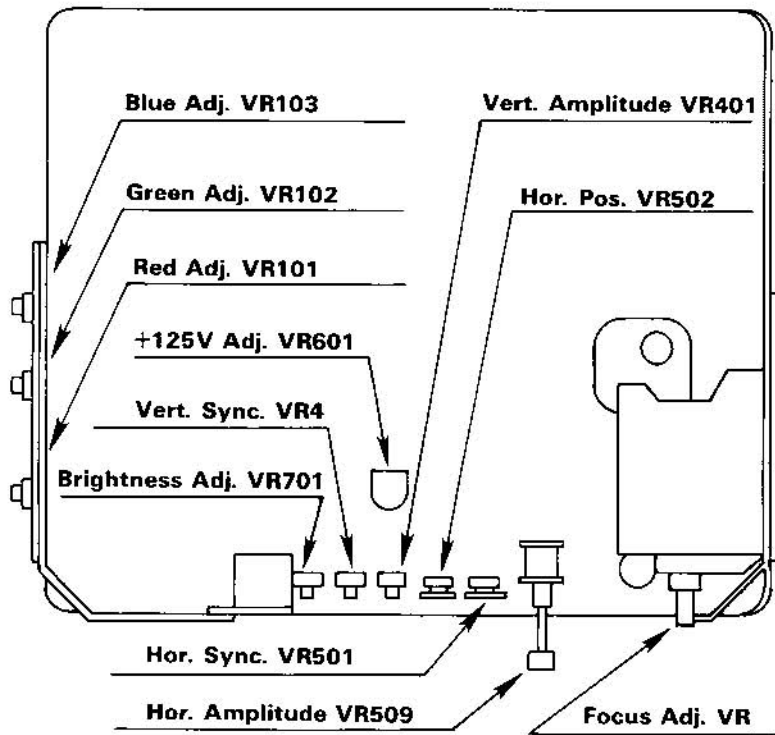 Blue Adj. VR103
Vert. Amplitude VR401
Green Adj. VR102
Hor. Pos. VR502
Red Adj. VR101
+125V Adj. VR601
Vert. Sync. VR4
Brightness Adj. VR701
Hor. Sync. VR501
Hor. Amplitude VR509
Focus Adj. VR